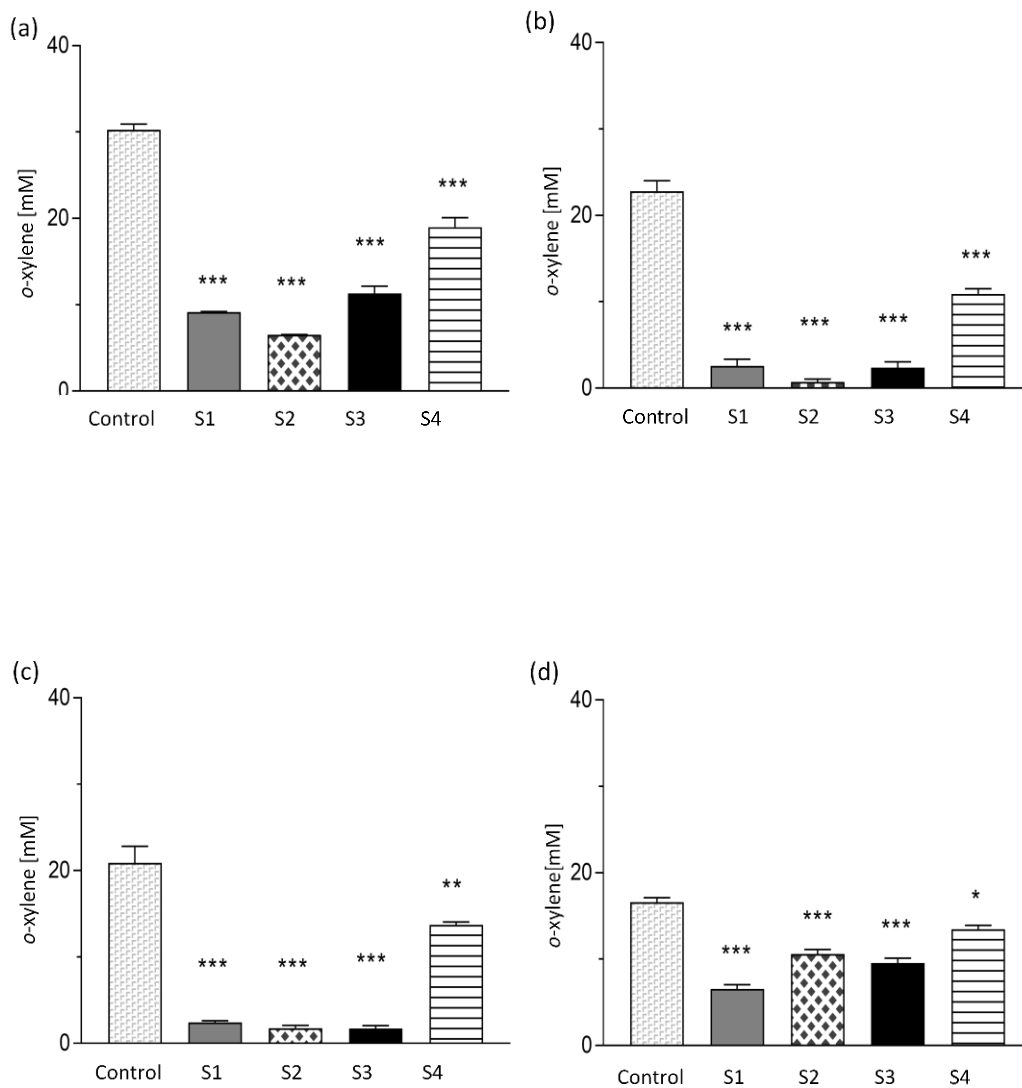 (a)
40
20
0
o-xylene [mM]
***
***
***
***
Control S1 S2 S3 S4
(b)
40
20
0
o-xylene [mM]
***
***
***
***
Control S1 S2 S3 S4
(c)
40
20
0
o-xylene [mM]
***
***
***
**
Control S1 S2 S3 S4
(d)
40
20
0
o-xylene[mM]
***
***
***
*
Control S1 S2 S3 S4